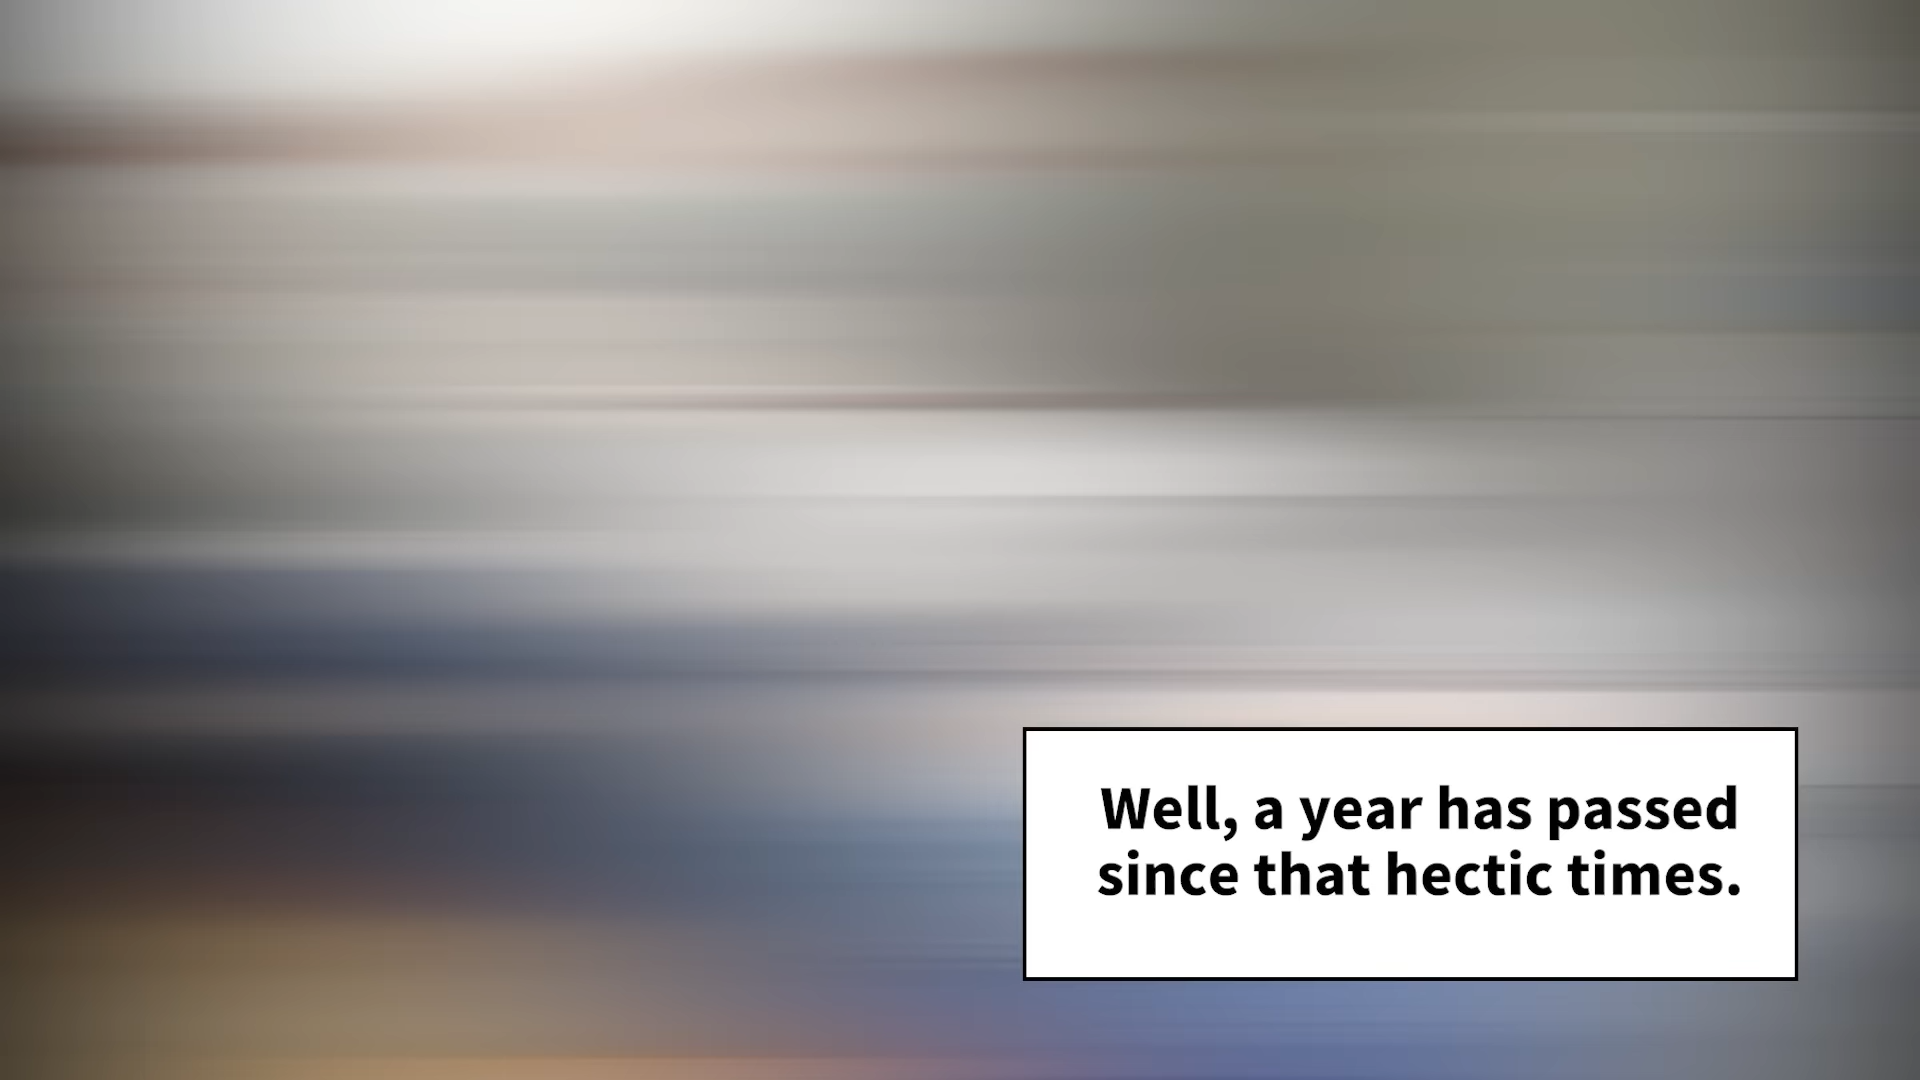 Well, a year has passed
since that hectic times.